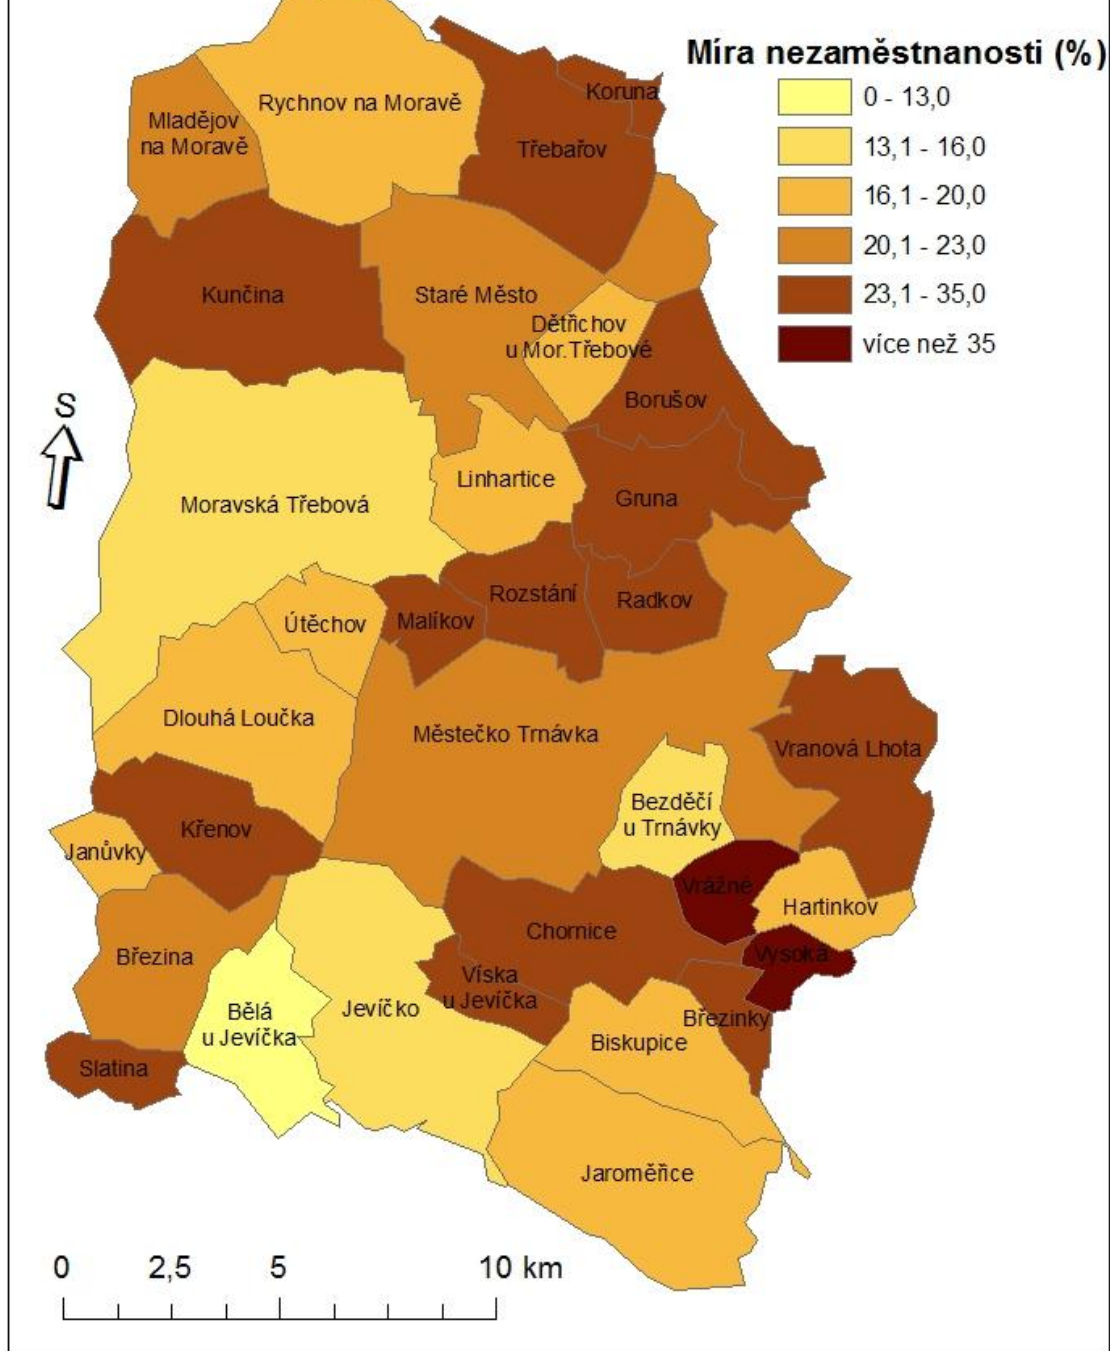 Míra nezaměstnanosti (%)
0 - 13,0
13,1 - 16,0
16,1 - 20,0
20,1 - 23,0
23,1 - 35,0
více než 35
Rychnov na Moravě
Koruna
Mladějov
na Moravě
Třebařov
Kunčina
Staré Město
Dětřichov
u Mor.Třebové
Borušov
S
Linhartice
Moravská Třebová
Gruna
Rozstání
Radkov
Malíkov
Útěchov
Dlouhá Loučka
Městečko Trnávka
Vranová Lhota
Bezděčí
u Trnávky
Křenov
Janůvky
Vrážné
Hartinkov
Chornice
Vysoká
Březina
Víska
u Jevíčka
Jevíčko
Bělá
u Jevíčka
Březinky
Biskupice
Slatina
Jaroměřice
0 2,5 5 10 km